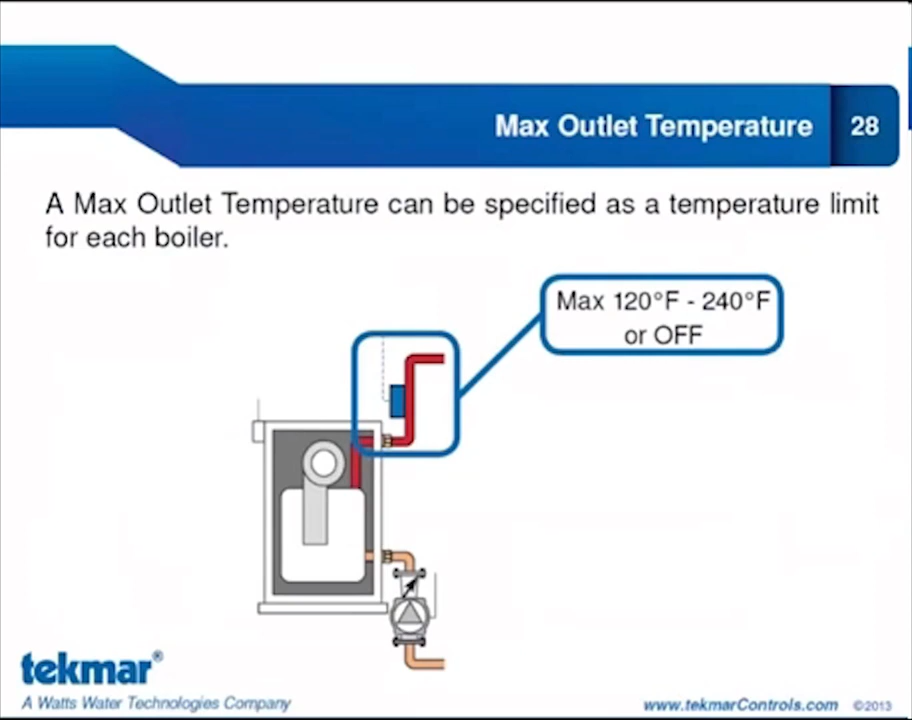 Max Outlet Temperature 28
A Max Outlet Temperature can be specified as a temperature limit
for each boiler.
Max 120°F - 240°F
or OFF
tekmar®
A Watts Water Technologies Company
www.tekmarControls.com ©2013